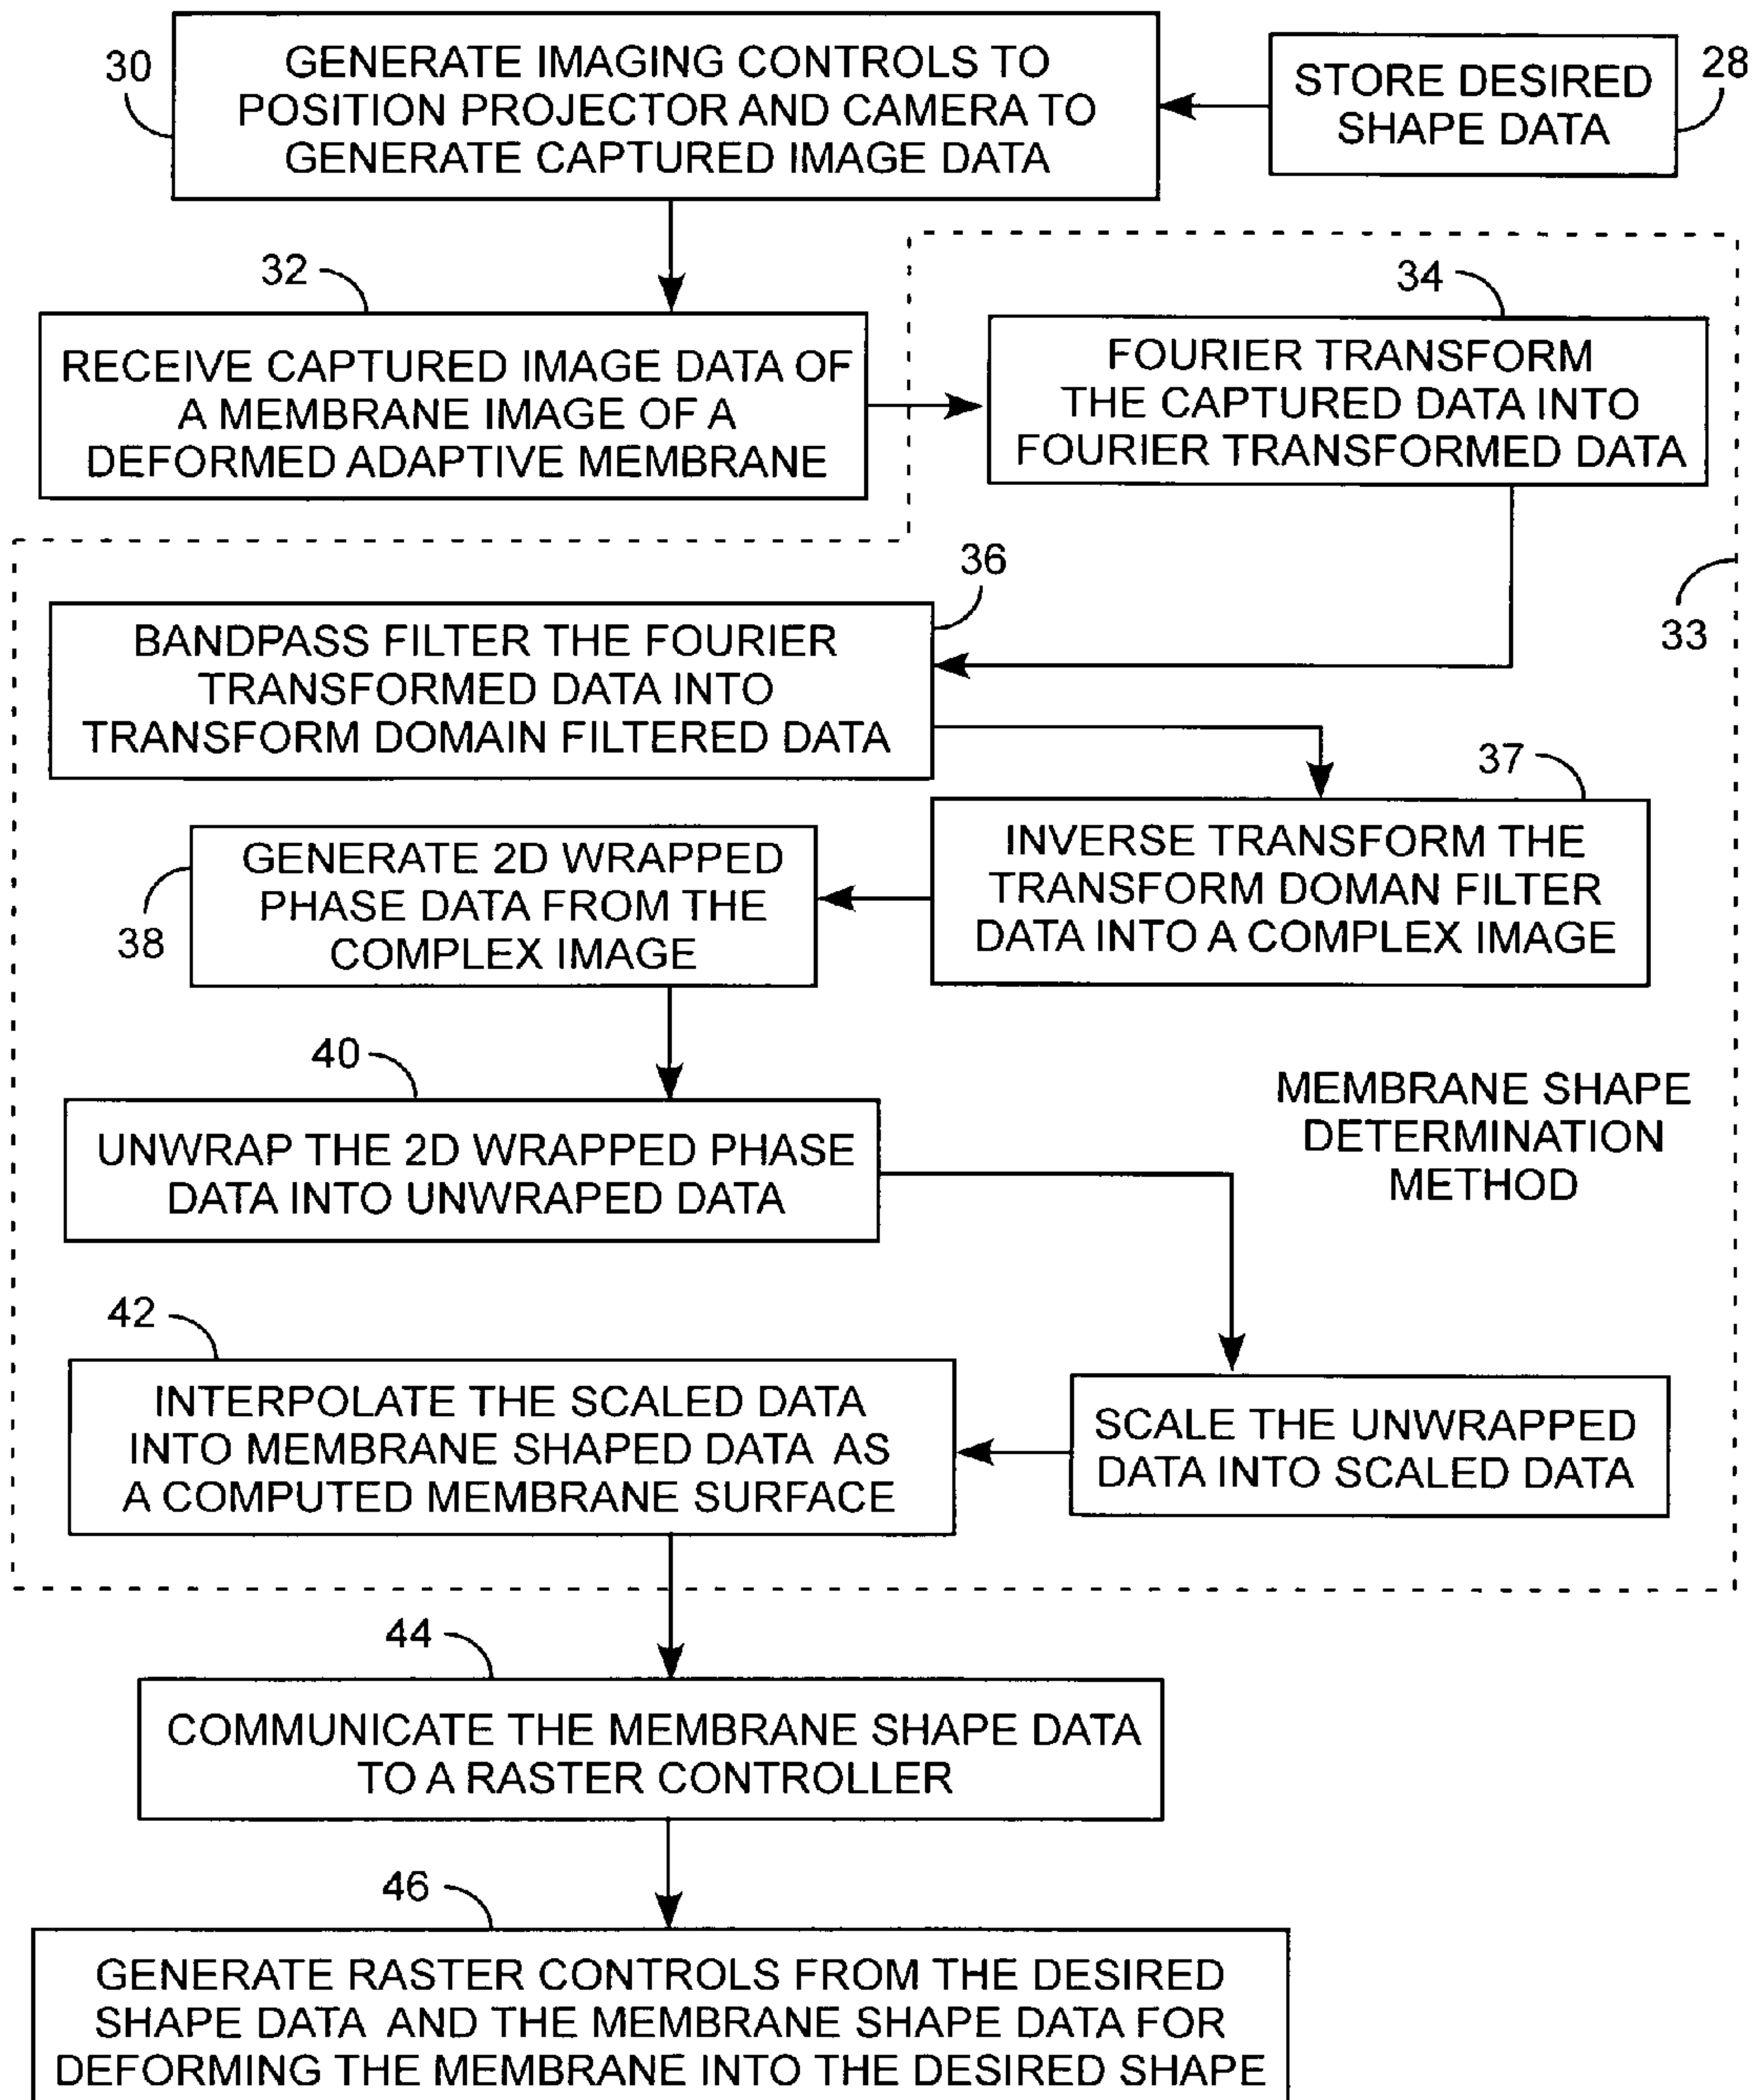 30
GENERATE IMAGING CONTROLS TO
POSITION PROJECTOR AND CAMERA TO
GENERATE CAPTURED IMAGE DATA
STORE DESIRED
SHAPE DATA
28
32
RECEIVE CAPTURED IMAGE DATA OF
A MEMBRANE IMAGE OF A
DEFORMED ADAPTIVE MEMBRANE
34
FOURIER TRANSFORM
THE CAPTURED DATA INTO
FOURIER TRANSFORMED DATA
33
36
BANDPASS FILTER THE FOURIER
TRANSFORMED DATA INTO
TRANSFORM DOMAIN FILTERED DATA
37
INVERSE TRANSFORM THE
TRANSFORM DOMAN FILTER
DATA INTO A COMPLEX IMAGE
38
GENERATE 2D WRAPPED
PHASE DATA FROM THE
COMPLEX IMAGE
40
UNWRAP THE 2D WRAPPED PHASE
DATA INTO UNWRAPED DATA
MEMBRANE SHAPE
DETERMINATION
METHOD
SCALE THE UNWRAPPED
DATA INTO SCALED DATA
42
INTERPOLATE THE SCALED DATA
INTO MEMBRANE SHAPED DATA AS
A COMPUTED MEMBRANE SURFACE
44
COMMUNICATE THE MEMBRANE SHAPE DATA
TO A RASTER CONTROLLER
46
GENERATE RASTER CONTROLS FROM THE DESIRED
SHAPE DATA AND THE MEMBRANE SHAPE DATA FOR
DEFORMING THE MEMBRANE INTO THE DESIRED SHAPE